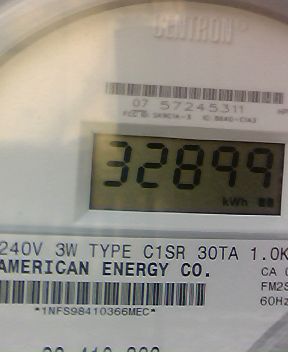 CENTRON®
07 57245311
32899
kWh
240V 3W TYPE C1SR 30TA 1.0K
AMERICAN ENERGY CO.
CA
FM2S
60Hz
*1NFS98410366MEC*